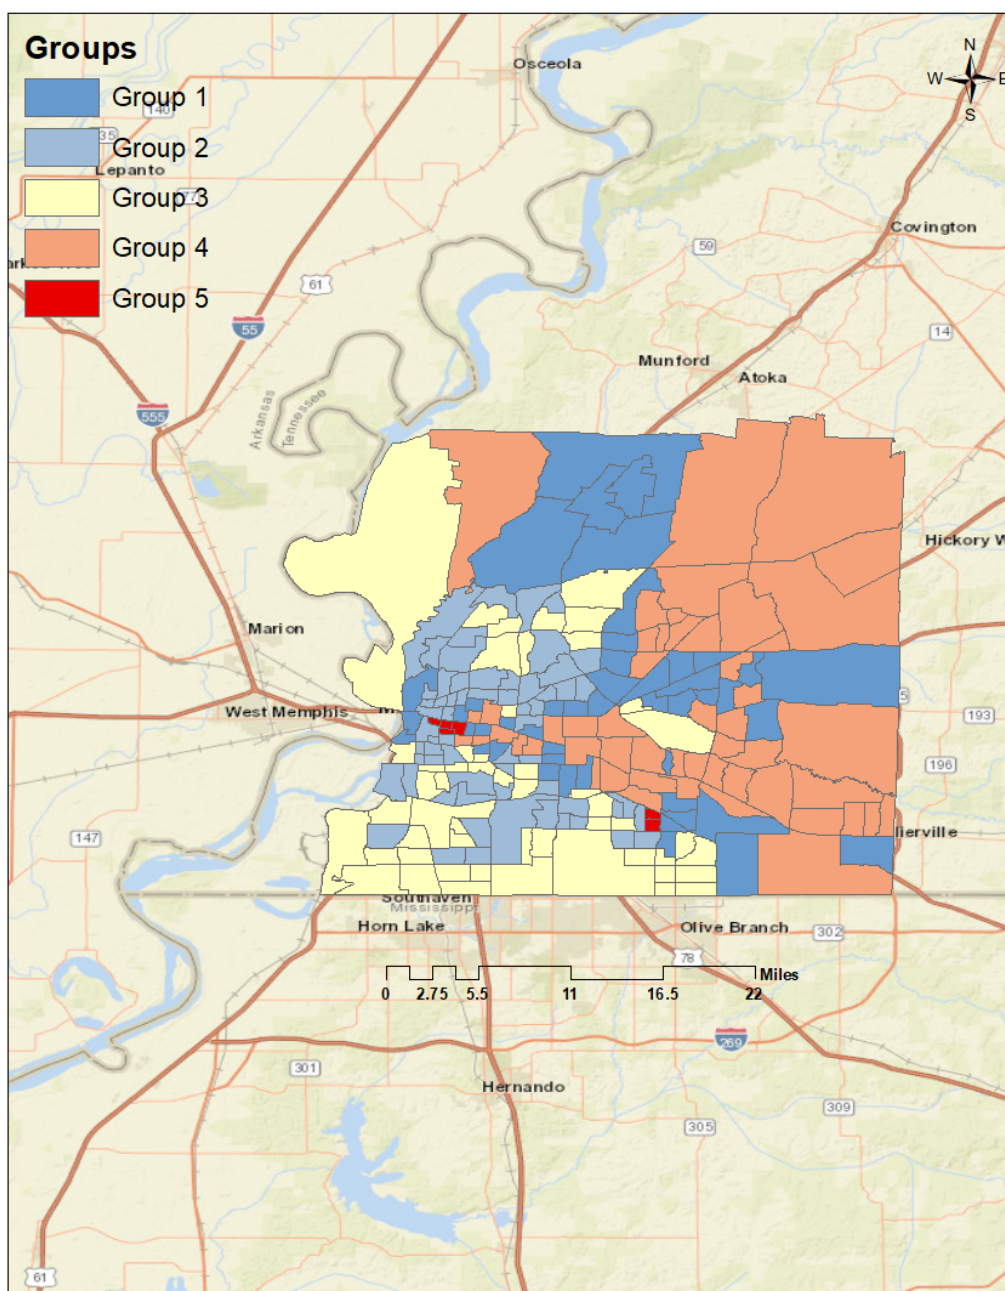 Groups
Group 1
Group 2
Group 3
Group 4
Group 5
N
W
E
S
Osceola
140
Lepanto
77
61
55
555
Arkansas
Tennessee
59
Covington
14
Munford
Atoka
Hickory W
Marion
West Memphis
M
193
196
147
lierville
Southaven
Mississippi
Horn Lake
Olive Branch
302
78
Miles
0 2.75 5.5 11 16.5 22
269
301
Hernando
309
305
61